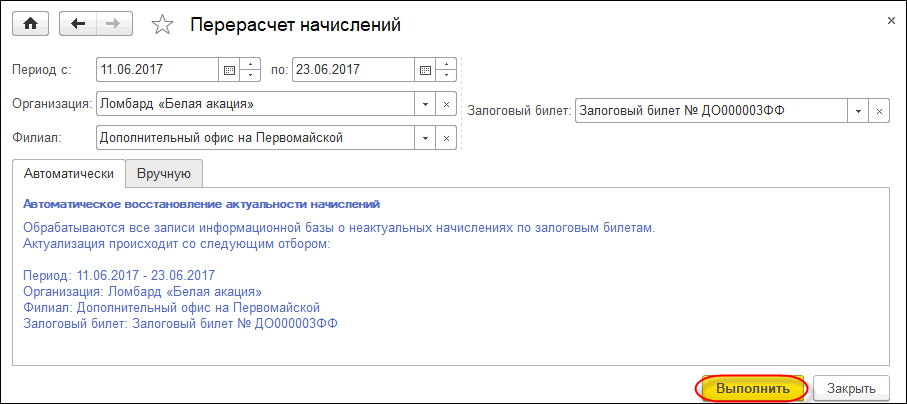 Перерасчет начислений
Период с: 11.06.2017 по: 23.06.2017
Организация: Ломбард «Белая акация»
Залоговый билет: Залоговый билет № ДО000003ФФ
Филиал: Дополнительный офис на Первомайской
Автоматически Вручную
Автоматическое восстановление актуальности начислений
Обрабатываются все записи информационной базы о неактуальных начислениях по залоговым билетам.
Актуализация происходит со следующим отбором:
Период: 11.06.2017 - 23.06.2017
Организация: Ломбард «Белая акация»
Филиал: Дополнительный офис на Первомайской
Залоговый билет: Залоговый билет № ДО000003ФФ
Выполнить Закрыть